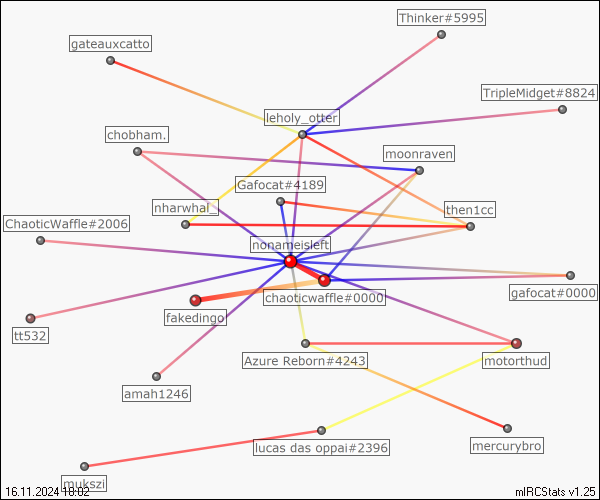 Thinker#5995
gateauxcatto
TripleMidget#8824
leholy_otter
chobham.
moonraven
Gafocat#4189
nharwhal_
then1cc
ChaoticWaffle#2006
nonameisleft
gafocat#0000
chaoticwaffle#0000
fakedingo
tt532
Azure Reborn#4243
motorthud
amah1246
lucas das oppai#2396
mercurybro
mukszi
16.11.2024 18:02
mIRCStats v1.25